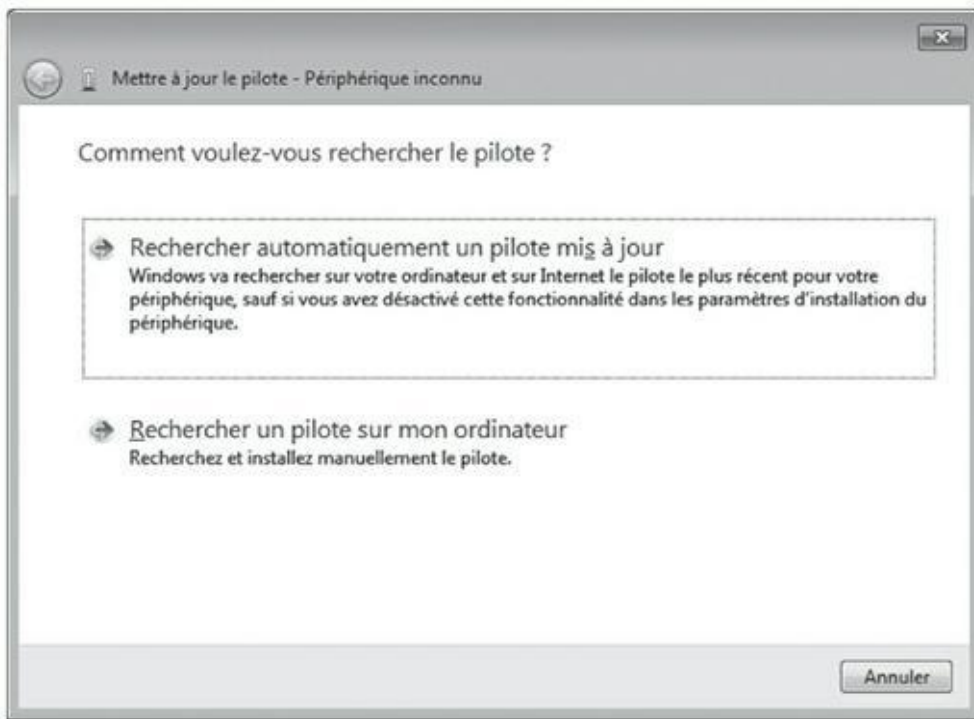 Mettre à jour le pilote - Périphérique inconnu
Comment voulez-vous rechercher le pilote ?
Rechercher automatiquement un pilote mis à jour
Windows va rechercher sur votre ordinateur et sur Internet le pilote le plus récent pour votre
périphérique, sauf si vous avez désactivé cette fonctionnalité dans les paramètres d'installation du
périphérique.
Rechercher un pilote sur mon ordinateur
Recherchez et installez manuellement le pilote.
Annuler